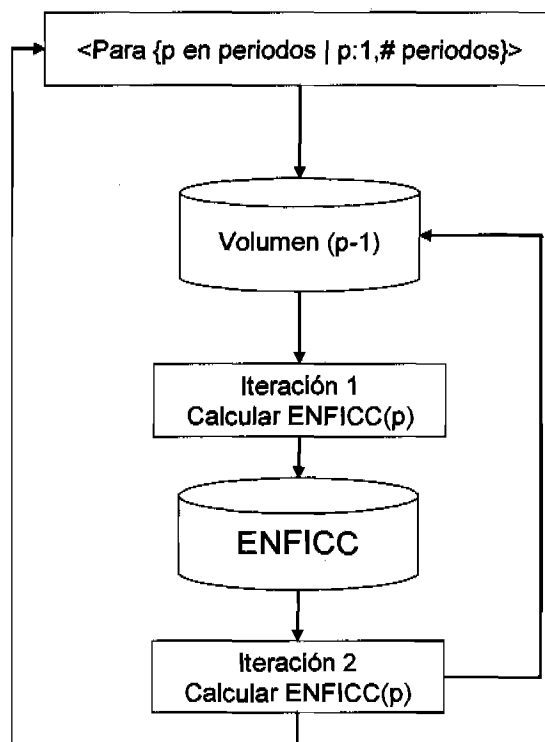 <Para {p en periodos | p:1,# periodos}>
Volumen (p-1)
Iteración 1
Calcular ENFICC(p)
ENFICC
Iteración 2
Calcular ENFICC(p)